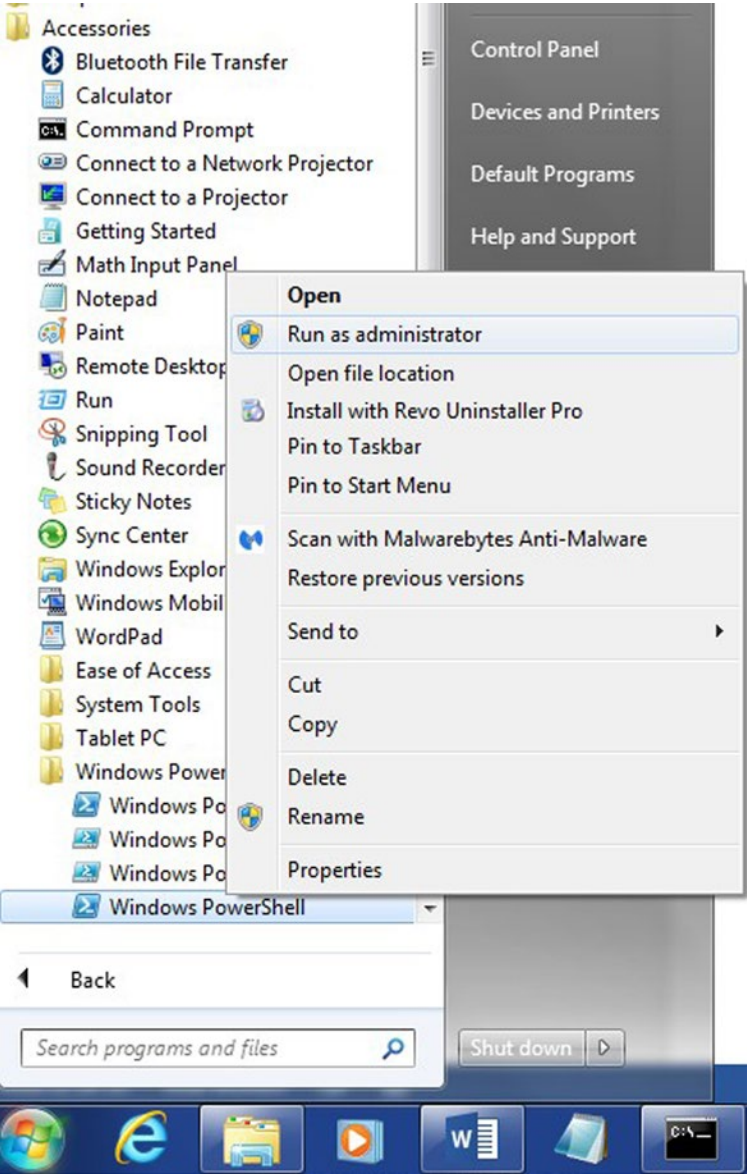 Accessories
Bluetooth File Transfer
Calculator
Command Prompt
Connect to a Network Projector
Connect to a Projector
Getting Started
Math Input Panel
Notepad
Paint
Remote Desktop
Run
Snipping Tool
Sound Recorder
Sticky Notes
Sync Center
Windows Explor
Windows Mobil
WordPad
Ease of Access
System Tools
Tablet PC
Windows Power
Windows Po
Windows Po
Windows Po
Windows PowerShell
Back
Search programs and files
Control Panel
Devices and Printers
Default Programs
Help and Support
Open
Run as administrator
Open file location
Install with Revo Uninstaller Pro
Pin to Taskbar
Pin to Start Menu
Scan with Malwarebytes Anti-Malware
Restore previous versions
Send to
Cut
Copy
Delete
Rename
Properties
Shut down